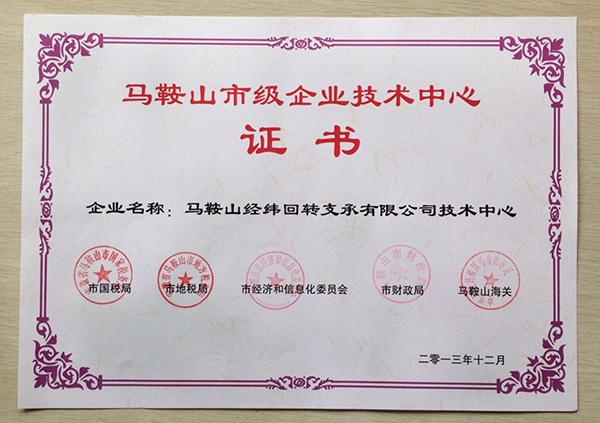 马鞍山市级企业技术中心
证书
企业名称：马鞍山经纬回转支承有限公司技术中心
市国税局 市地税局 市经济和信息化委员会 市财政局 马鞍山海关
二零一三年十二月